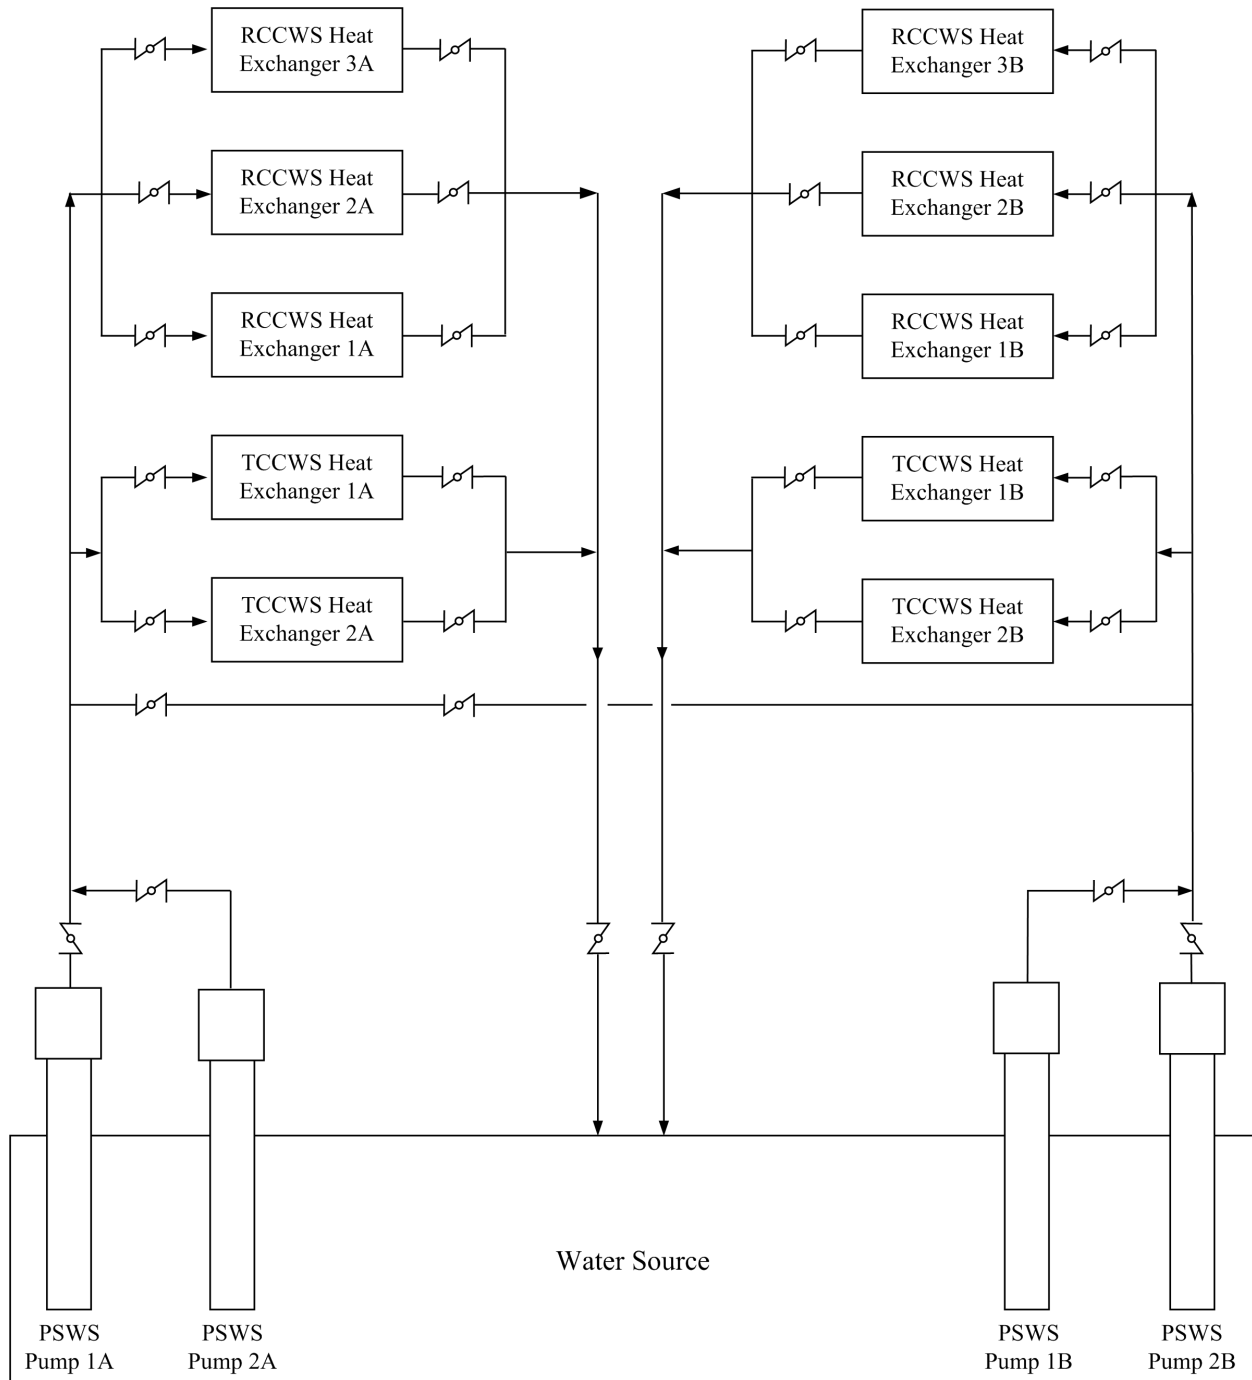 RCCWS Heat
Exchanger 3A
RCCWS Heat
Exchanger 3B
RCCWS Heat
Exchanger 2A
RCCWS Heat
Exchanger 2B
RCCWS Heat
Exchanger 1A
RCCWS Heat
Exchanger 1B
TCCWS Heat
Exchanger 1A
TCCWS Heat
Exchanger 1B
TCCWS Heat
Exchanger 2A
TCCWS Heat
Exchanger 2B
Water Source
PSWS
Pump 1A
PSWS
Pump 2A
PSWS
Pump 1B
PSWS
Pump 2B